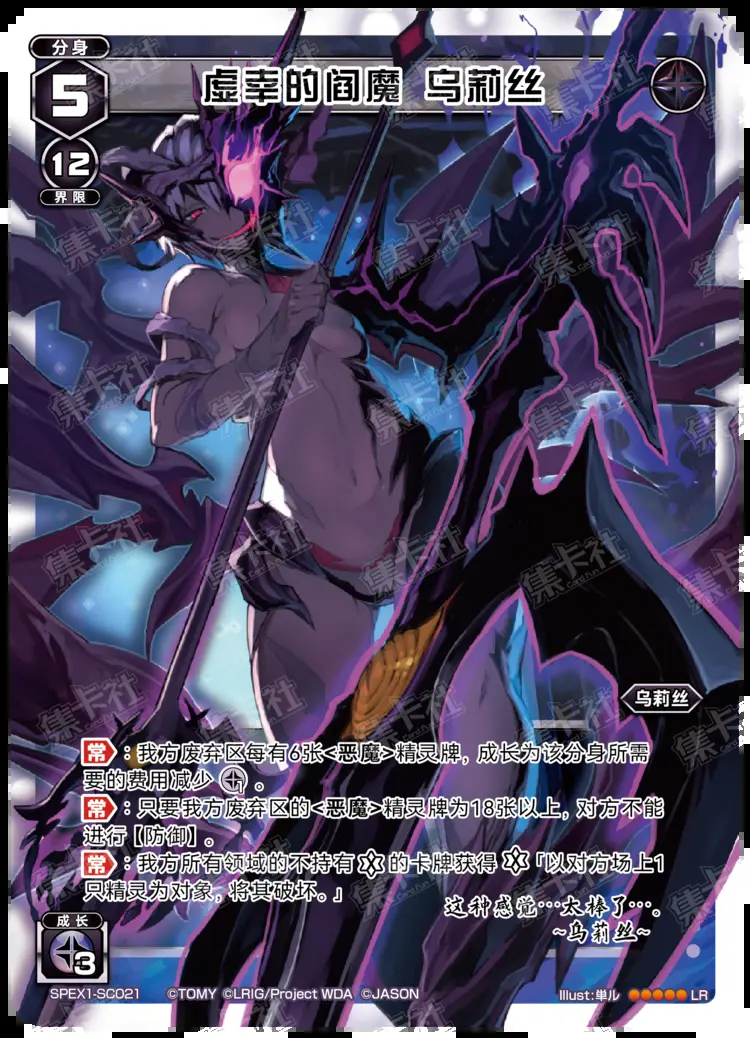 分身
5
虚幸的阎魔 乌莉丝
12
界限
乌莉丝
常：我方废弃区每有6张<恶魔>精灵牌，成长为该分身所需
要的费用减少 1 。
常：只要我方废弃区的<恶魔>精灵牌为18张以上，对方不能
进行【防御】。
常：我方所有领域的不持有 的卡牌获得 「以对方场上1
只精灵为对象，将其破坏。」
这种感觉…太棒了…。
~乌莉丝~
成长
3
SPEX1-SC021 ©TOMY ©LRIG/Project WDA ©JASON Illust:単ル LR
集卡社